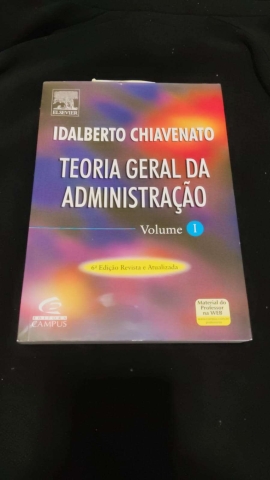 ELSEVIER
IDALBERTO CHIAVENATO
TEORIA GERAL DA
ADMINISTRAÇÃO
Volume 1
6ª Edição Revista e Atualizada
Material do
Professor
na WEB
EDITORA
CAMPUS